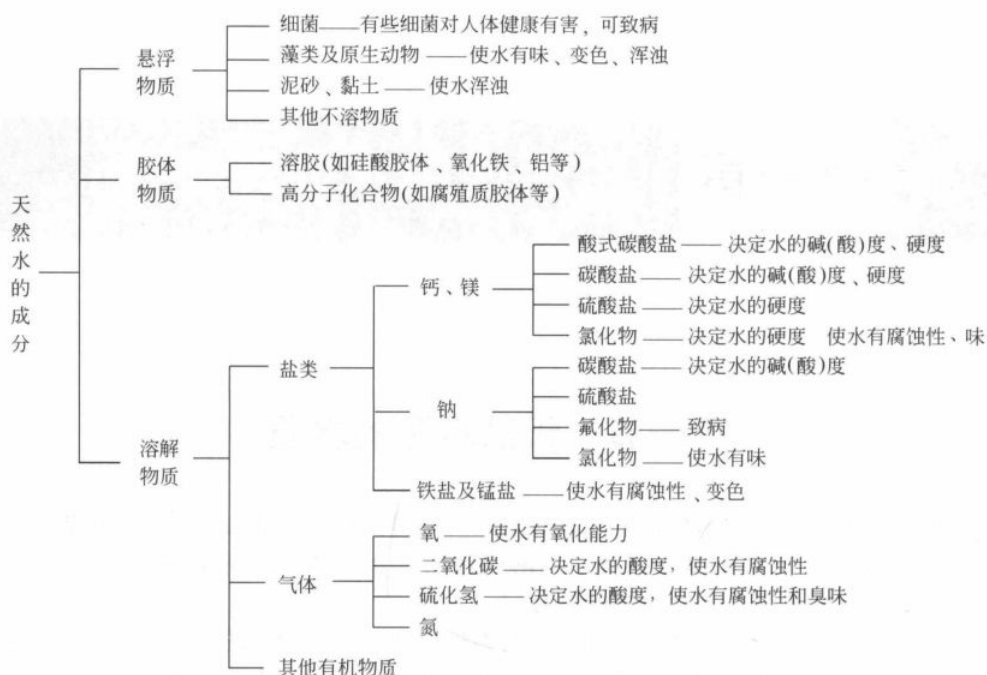 天然水的成分
悬浮物质
细菌——有些细菌对人体健康有害，可致病
藻类及原生动物——使水有味、变色、浑浊
泥砂、黏土——使水浑浊
其他不溶物质
胶体物质
溶胶(如硅酸胶体、氧化铁、铝等)
高分子化合物(如腐殖质胶体等)
溶解物质
盐类
钙、镁
酸式碳酸盐——决定水的碱(酸)度、硬度
碳酸盐——决定水的碱(酸)度、硬度
硫酸盐——决定水的硬度
氯化物——决定水的硬度 使水有腐蚀性、味
钠
碳酸盐——决定水的碱(酸)度
硫酸盐
氟化物——致病
氯化物——使水有味
铁盐及锰盐——使水有腐蚀性、变色
气体
氧——使水有氧化能力
二氧化碳——决定水的酸度，使水有腐蚀性
硫化氢——决定水的酸度，使水有腐蚀性和臭味
氮
其他有机物质